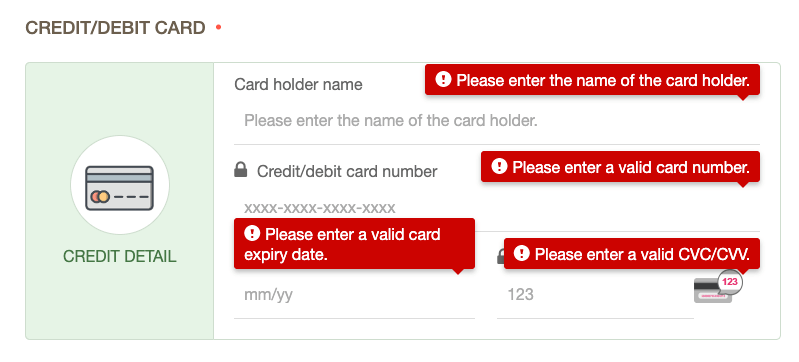 CREDIT/DEBIT CARD •
Card holder name
Please enter the name of the card holder.
Please enter the name of the card holder.
Credit/debit card number
Please enter a valid card number.
xxxx-xxxx-xxxx-xxxx
Please enter a valid card
expiry date.
Please enter a valid CVC/CVV.
CREDIT DETAIL
mm/yy
123
123